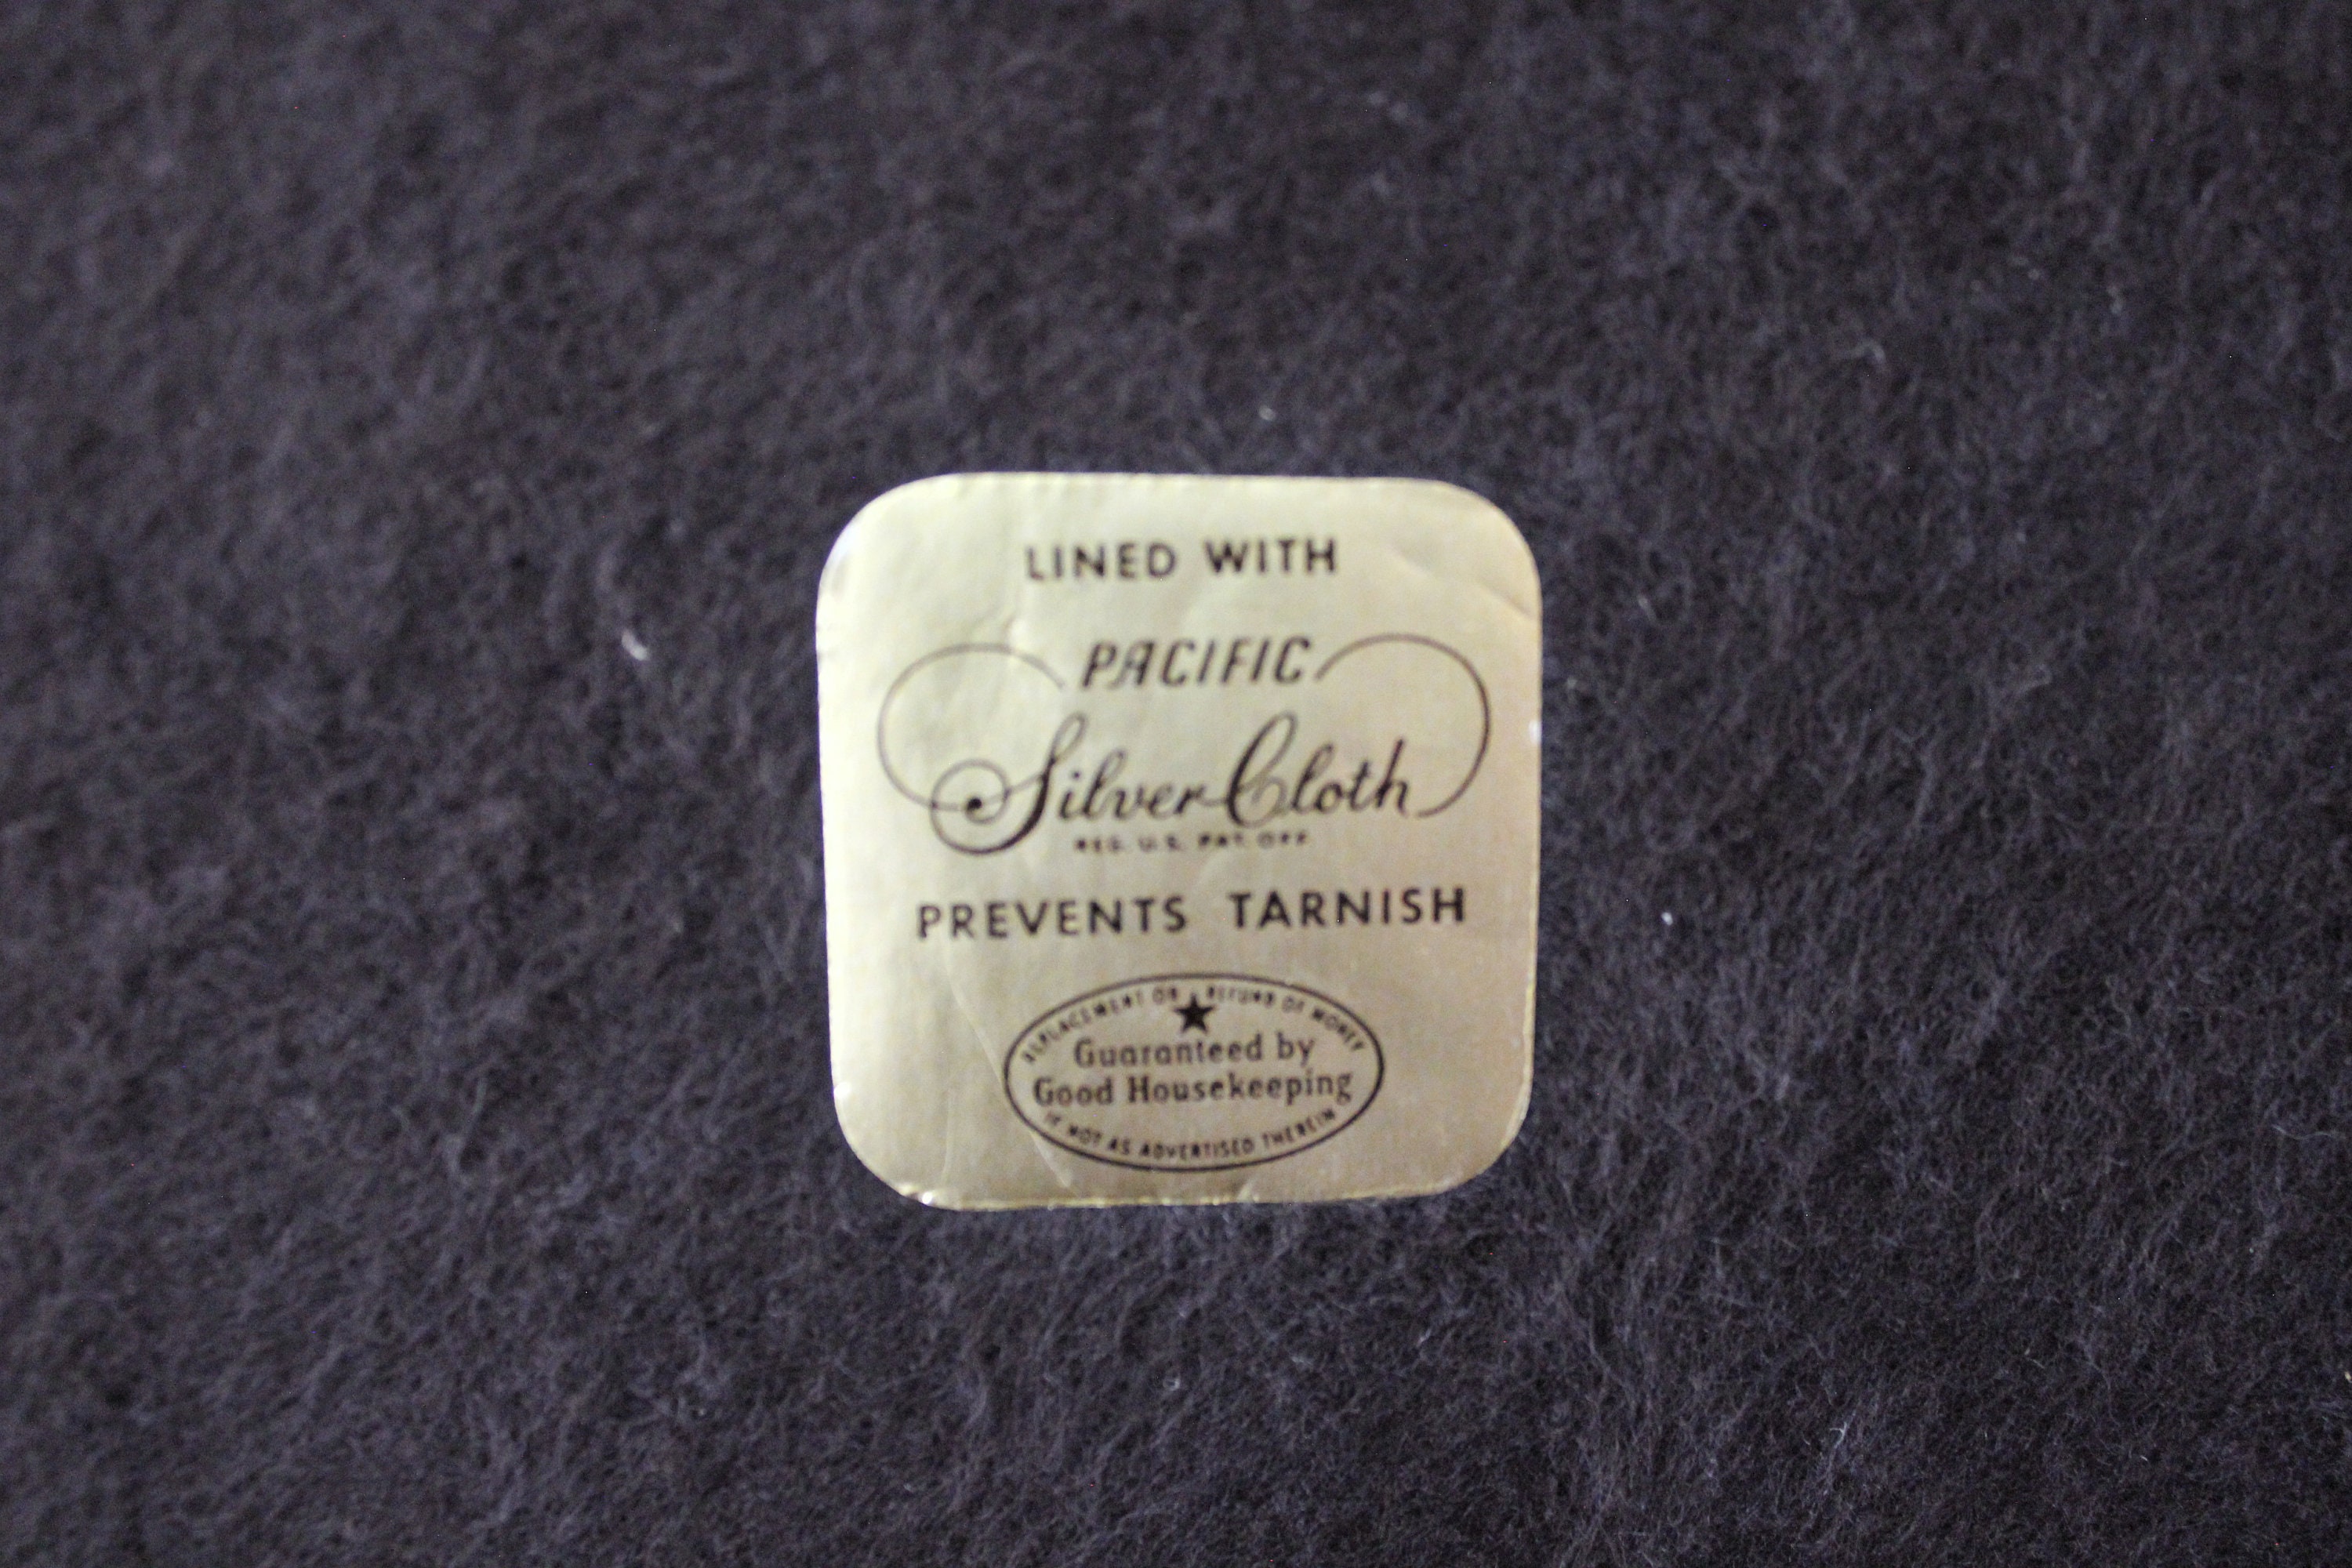 LINED WITH
PACIFIC
Silver Cloth
REG. U.S. PAT. OFF.
PREVENTS TARNISH
REPLACEMENT OR REFUND OF MONEY
Guaranteed by
Good Housekeeping
IF NOT AS ADVERTISED THEREIN